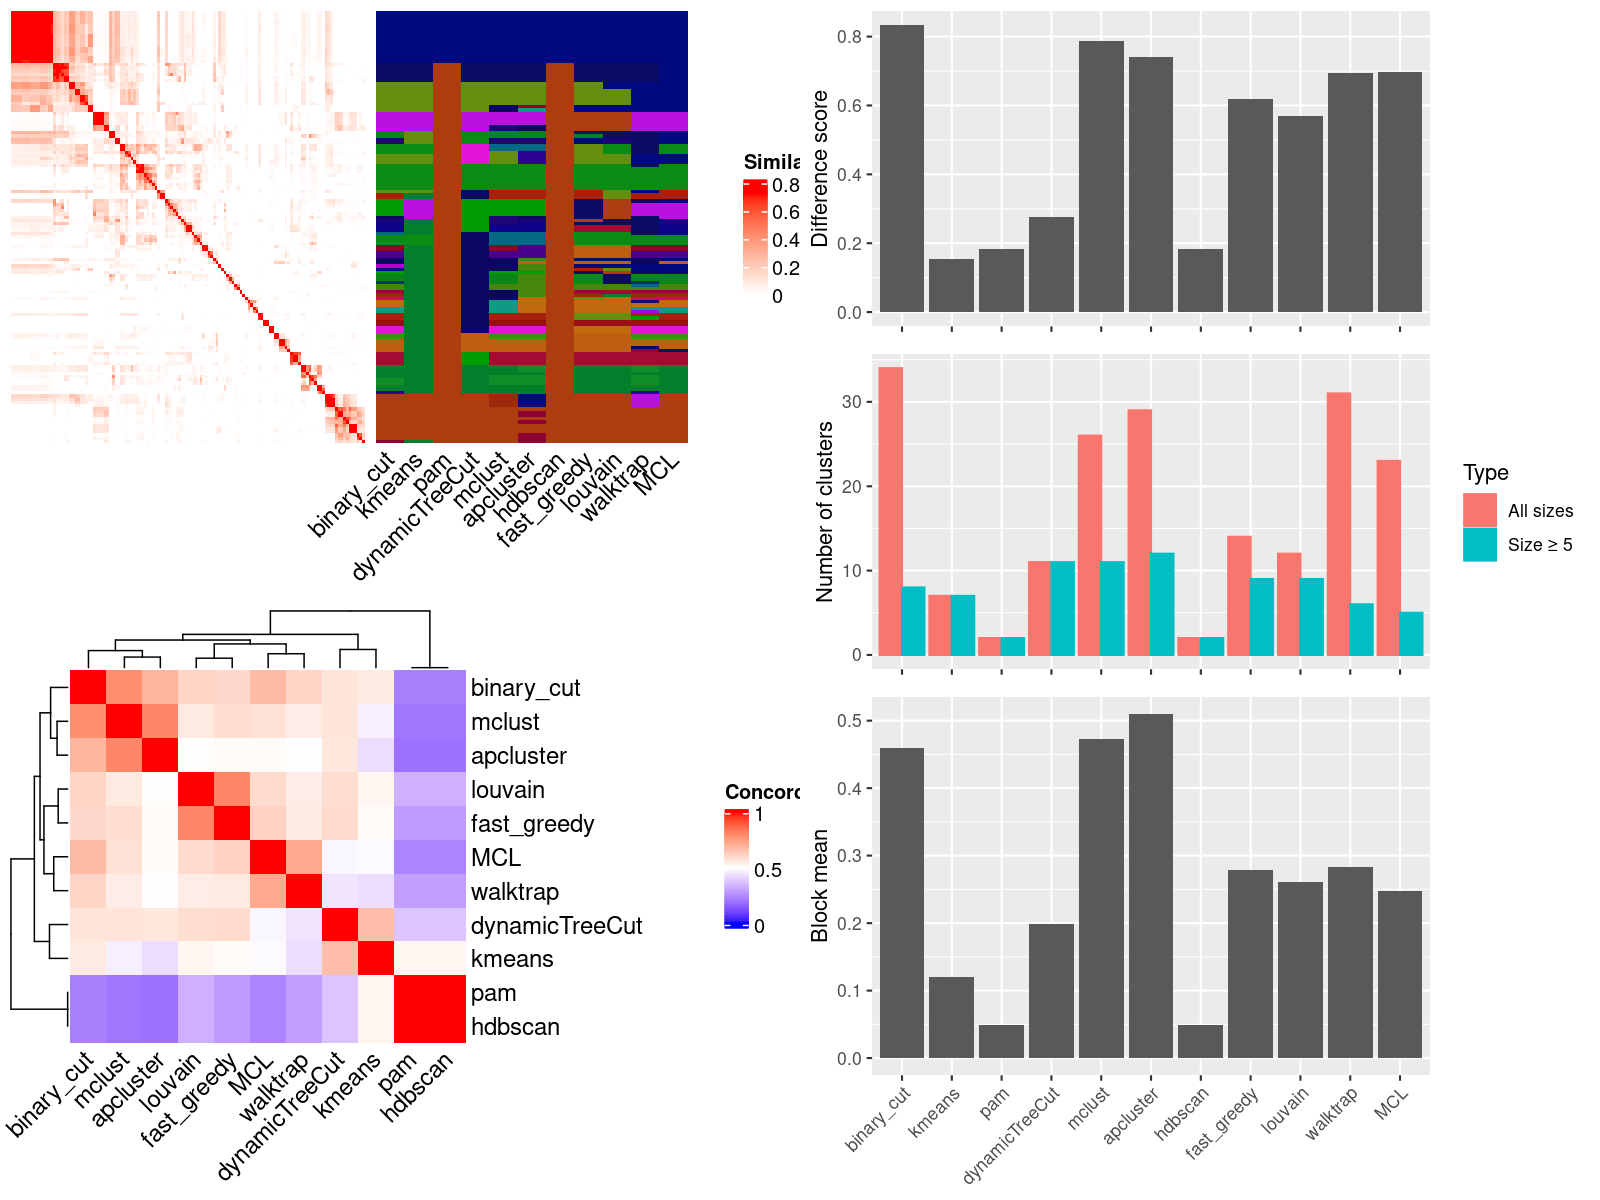 Simila
0.8
0.6
0.4
0.2
0
binary_cut
kmeans
pam
dynamicTreeCut
mclust
apcluster
hdbscan
fast_greedy
louvain
walktrap
MCL
binary_cut
mclust
apcluster
louvain
fast_greedy
MCL
walktrap
dynamicTreeCut
kmeans
pam
hdbscan
Concord
1
0.5
0
binary_cut
mclust
apcluster
louvain
fast_greedy
MCL
walktrap
dynamicTreeCut
kmeans
pam
hdbscan
Difference score
0.8
0.6
0.4
0.2
0.0
Number of clusters
30
20
10
0
Type
All sizes
Size ≥ 5
Block mean
0.5
0.4
0.3
0.2
0.1
0.0
binary_cut
kmeans
pam
dynamicTreeCut
mclust
apcluster
hdbscan
fast_greedy
louvain
walktrap
MCL